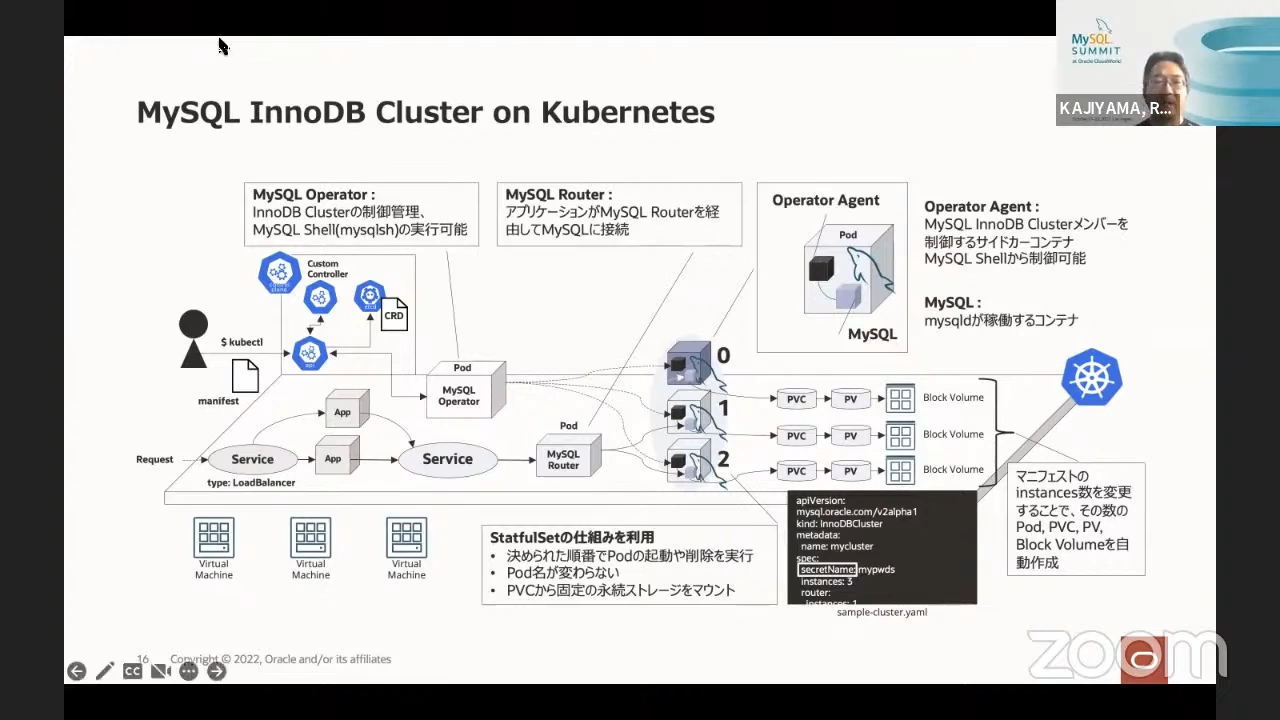 MySQL InnoDB Cluster on Kubernetes
MySQL
SUMMIT
at Oracle CloudWorld
KAJIYAMA, R...
MySQL Operator :
InnoDB Clusterの制御管理、
MySQL Shell(mysqlsh)の実行可能
MySQL Router :
アプリケーションがMySQL Routerを経
由してMySQLに接続
Operator Agent
Pod
MySQL
Operator Agent :
MySQL InnoDB Clusterメンバーを
制御するサイドカーコンテナ
MySQL Shellから制御可能
MySQL :
mysqldが稼働するコンテナ
Custom
Controller
etcd
CRD
$ kubectl
api
manifest
Pod
MySQL
Operator
App
App
Request
Service
type: LoadBalancer
Service
Pod
MySQL
Router
0
1
2
PVC
PV
Block Volume
PVC
PV
Block Volume
PVC
PV
Block Volume
マニフェストの
instances数を変更
することで、その数の
Pod, PVC, PV,
Block Volumeを自
動作成
Virtual
Machine
Virtual
Machine
Virtual
Machine
StatfulSetの仕組みを利用
• 決められた順番でPodの起動や削除を実行
• Pod名が変わらない
• PVCから固定の永続ストレージをマウント
apiVersion:
mysql.oracle.com/v2alpha1
kind: InnoDBCluster
metadata:
name: mycluster
spec:
secretName: mypwds
instances: 3
router:
instances: 1
sample-cluster.yaml
16
Copyright © 2022, Oracle and/or its affiliates
CC
zoom